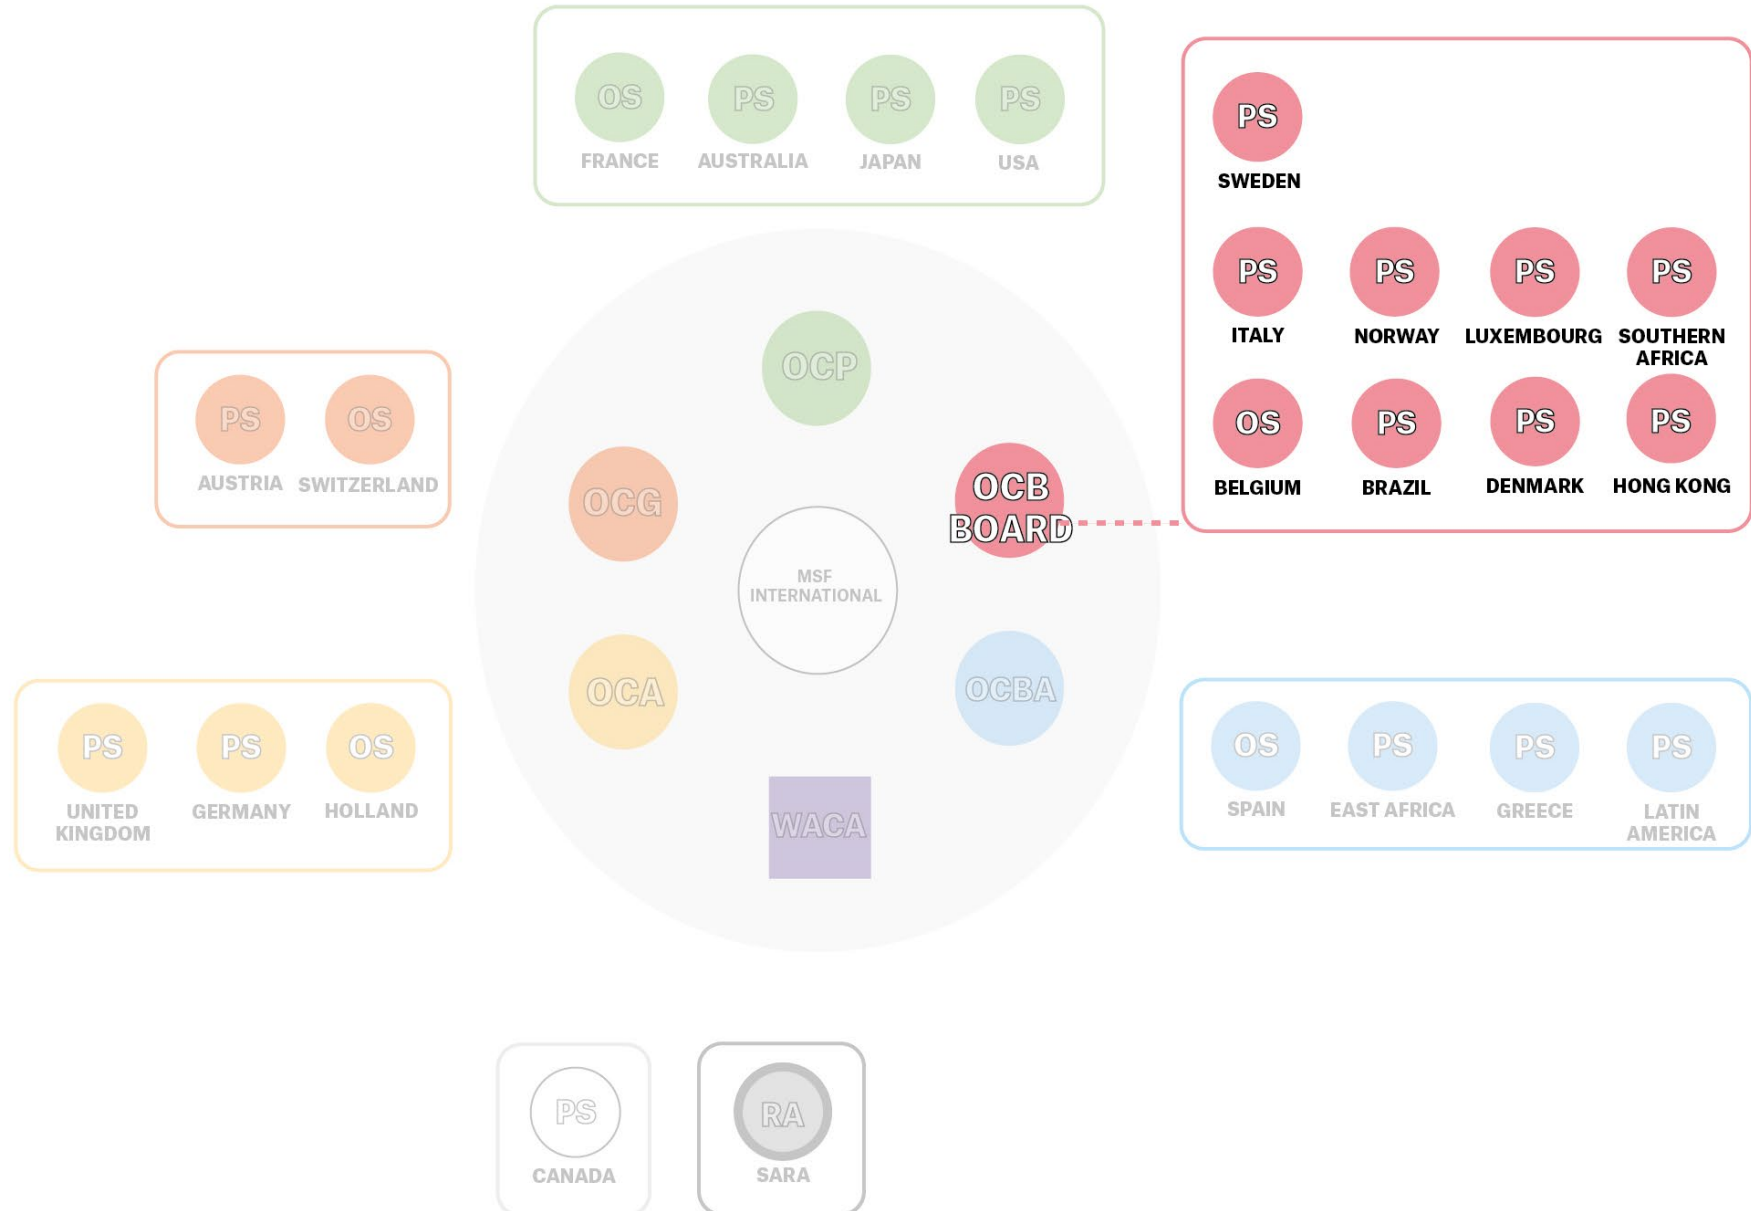 OS
PS
PS
PS
FRANCE
AUSTRALIA
JAPAN
USA
PS
SWEDEN
PS
PS
PS
PS
ITALY
NORWAY
LUXEMBOURG
SOUTHERN
AFRICA
OS
PS
PS
PS
BELGIUM
BRAZIL
DENMARK
HONG KONG
OCP
PS
OS
AUSTRIA
SWITZERLAND
OCG
OCB
BOARD
MSF
INTERNATIONAL
OCA
OCBA
WACA
PS
PS
OS
UNITED
KINGDOM
GERMANY
HOLLAND
OS
PS
PS
PS
SPAIN
EAST AFRICA
GREECE
LATIN
AMERICA
PS
CANADA
RA
SARA